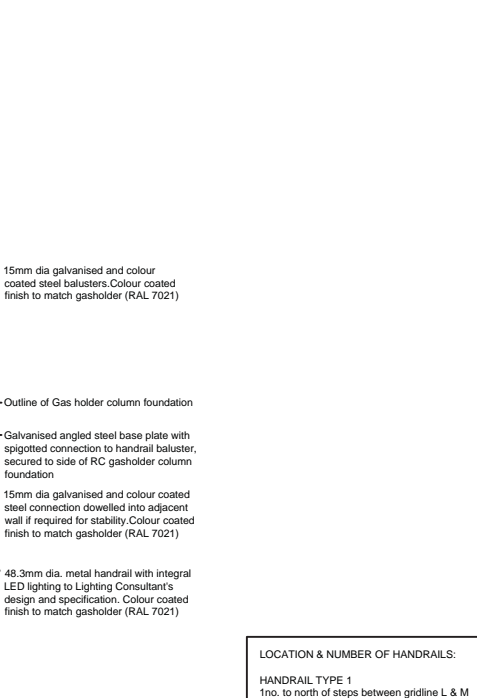 15mm dia galvanised and colour
coated steel balusters.Colour coated
finish to match gasholder (RAL 7021)
Outline of Gas holder column foundation
Galvanised angled steel base plate with
spigotted connection to handrail baluster,
secured to side of RC gasholder column
foundation
15mm dia galvanised and colour coated
steel connection dowelled into adjacent
wall if required for stability.Colour coated
finish to match gasholder (RAL 7021)
48.3mm dia. metal handrail with integral
LED lighting to Lighting Consultant's
design and specification. Colour coated
finish to match gasholder (RAL 7021)
LOCATION & NUMBER OF HANDRAILS:
HANDRAIL TYPE 1
1no. to north of steps between gridline L & M